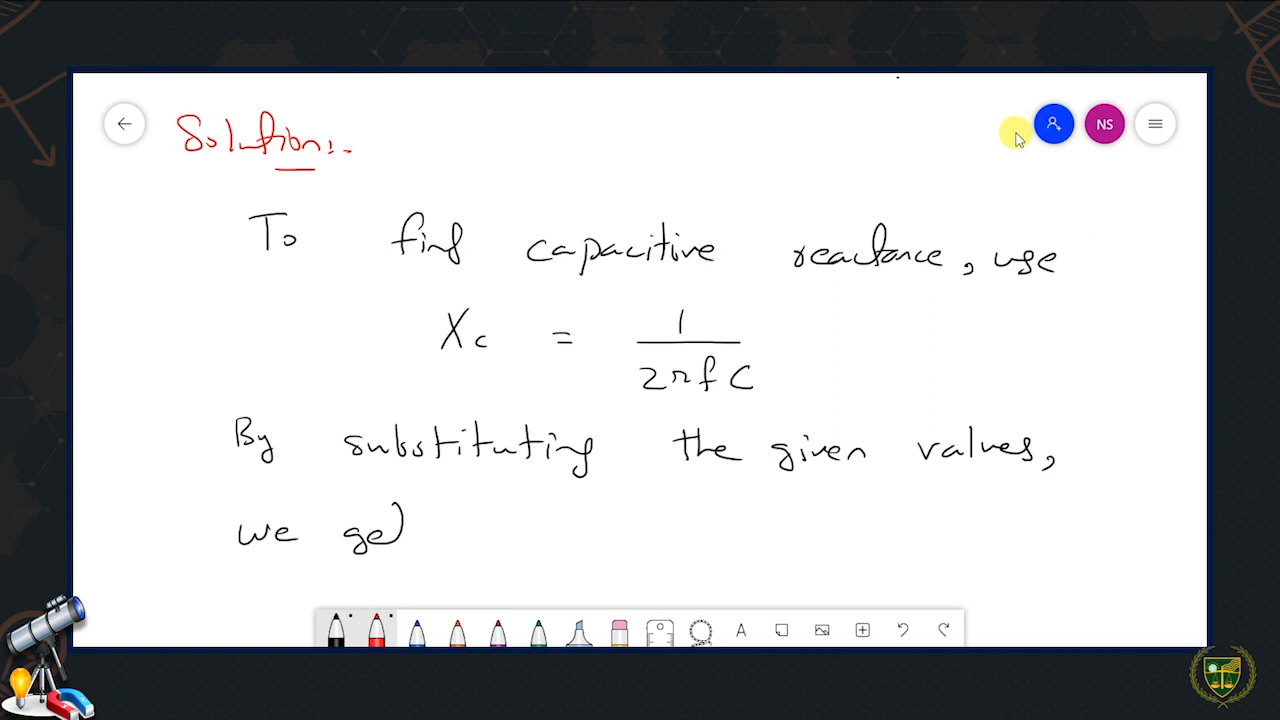 Solution:-
NS
To find capacitive reactance, use
Xc = 1 / 2πfC
By substituting the given values,
we get
A